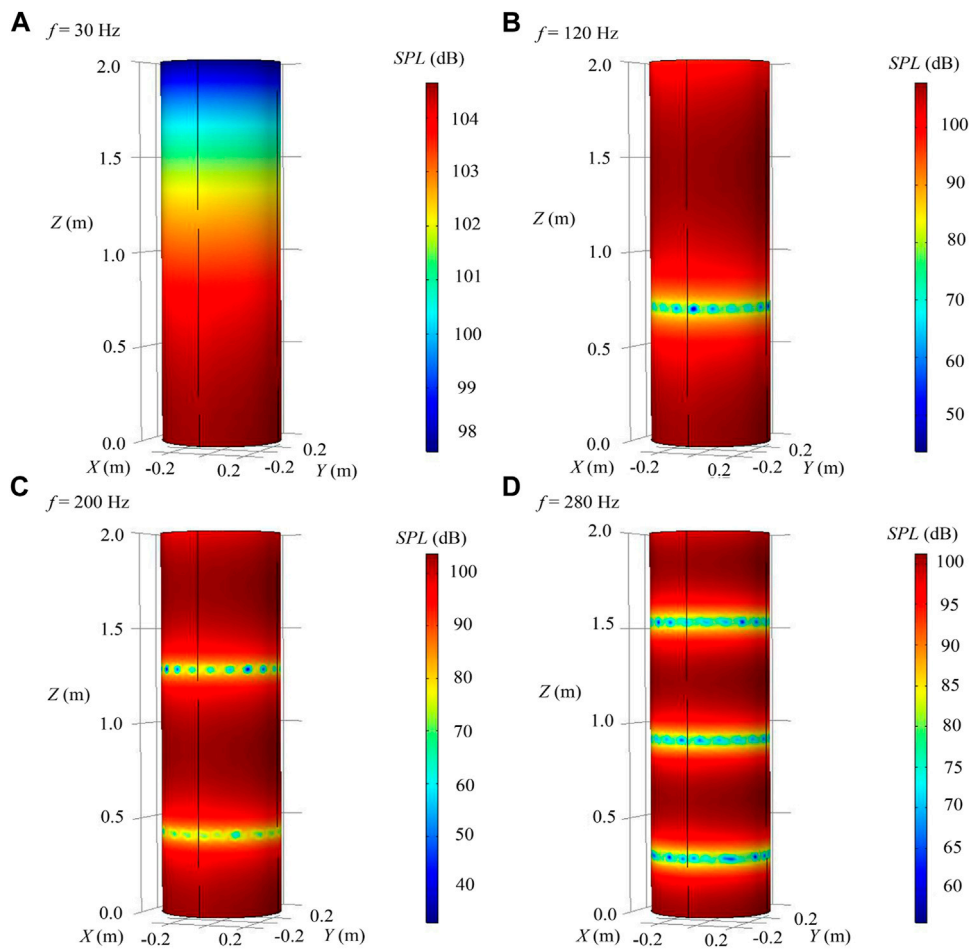 A
f = 30 Hz
SPL (dB)
2.0
1.5
Z (m)
1.0
0.5
0.0
X (m)
-0.2
0.2
-0.2
0.2
Y (m)
104
103
102
101
100
99
98
B
f = 120 Hz
SPL (dB)
2.0
1.5
Z (m)
1.0
0.5
0.0
X (m)
-0.2
0.2
-0.2
0.2
Y (m)
100
90
80
70
60
50
C
f = 200 Hz
SPL (dB)
2.0
1.5
Z (m)
1.0
0.5
0.0
X (m)
-0.2
0.2
-0.2
0.2
Y (m)
100
90
80
70
60
50
40
D
f = 280 Hz
SPL (dB)
2.0
1.5
Z (m)
1.0
0.5
0.0
X (m)
-0.2
0.2
-0.2
0.2
Y (m)
100
95
90
85
80
75
70
65
60